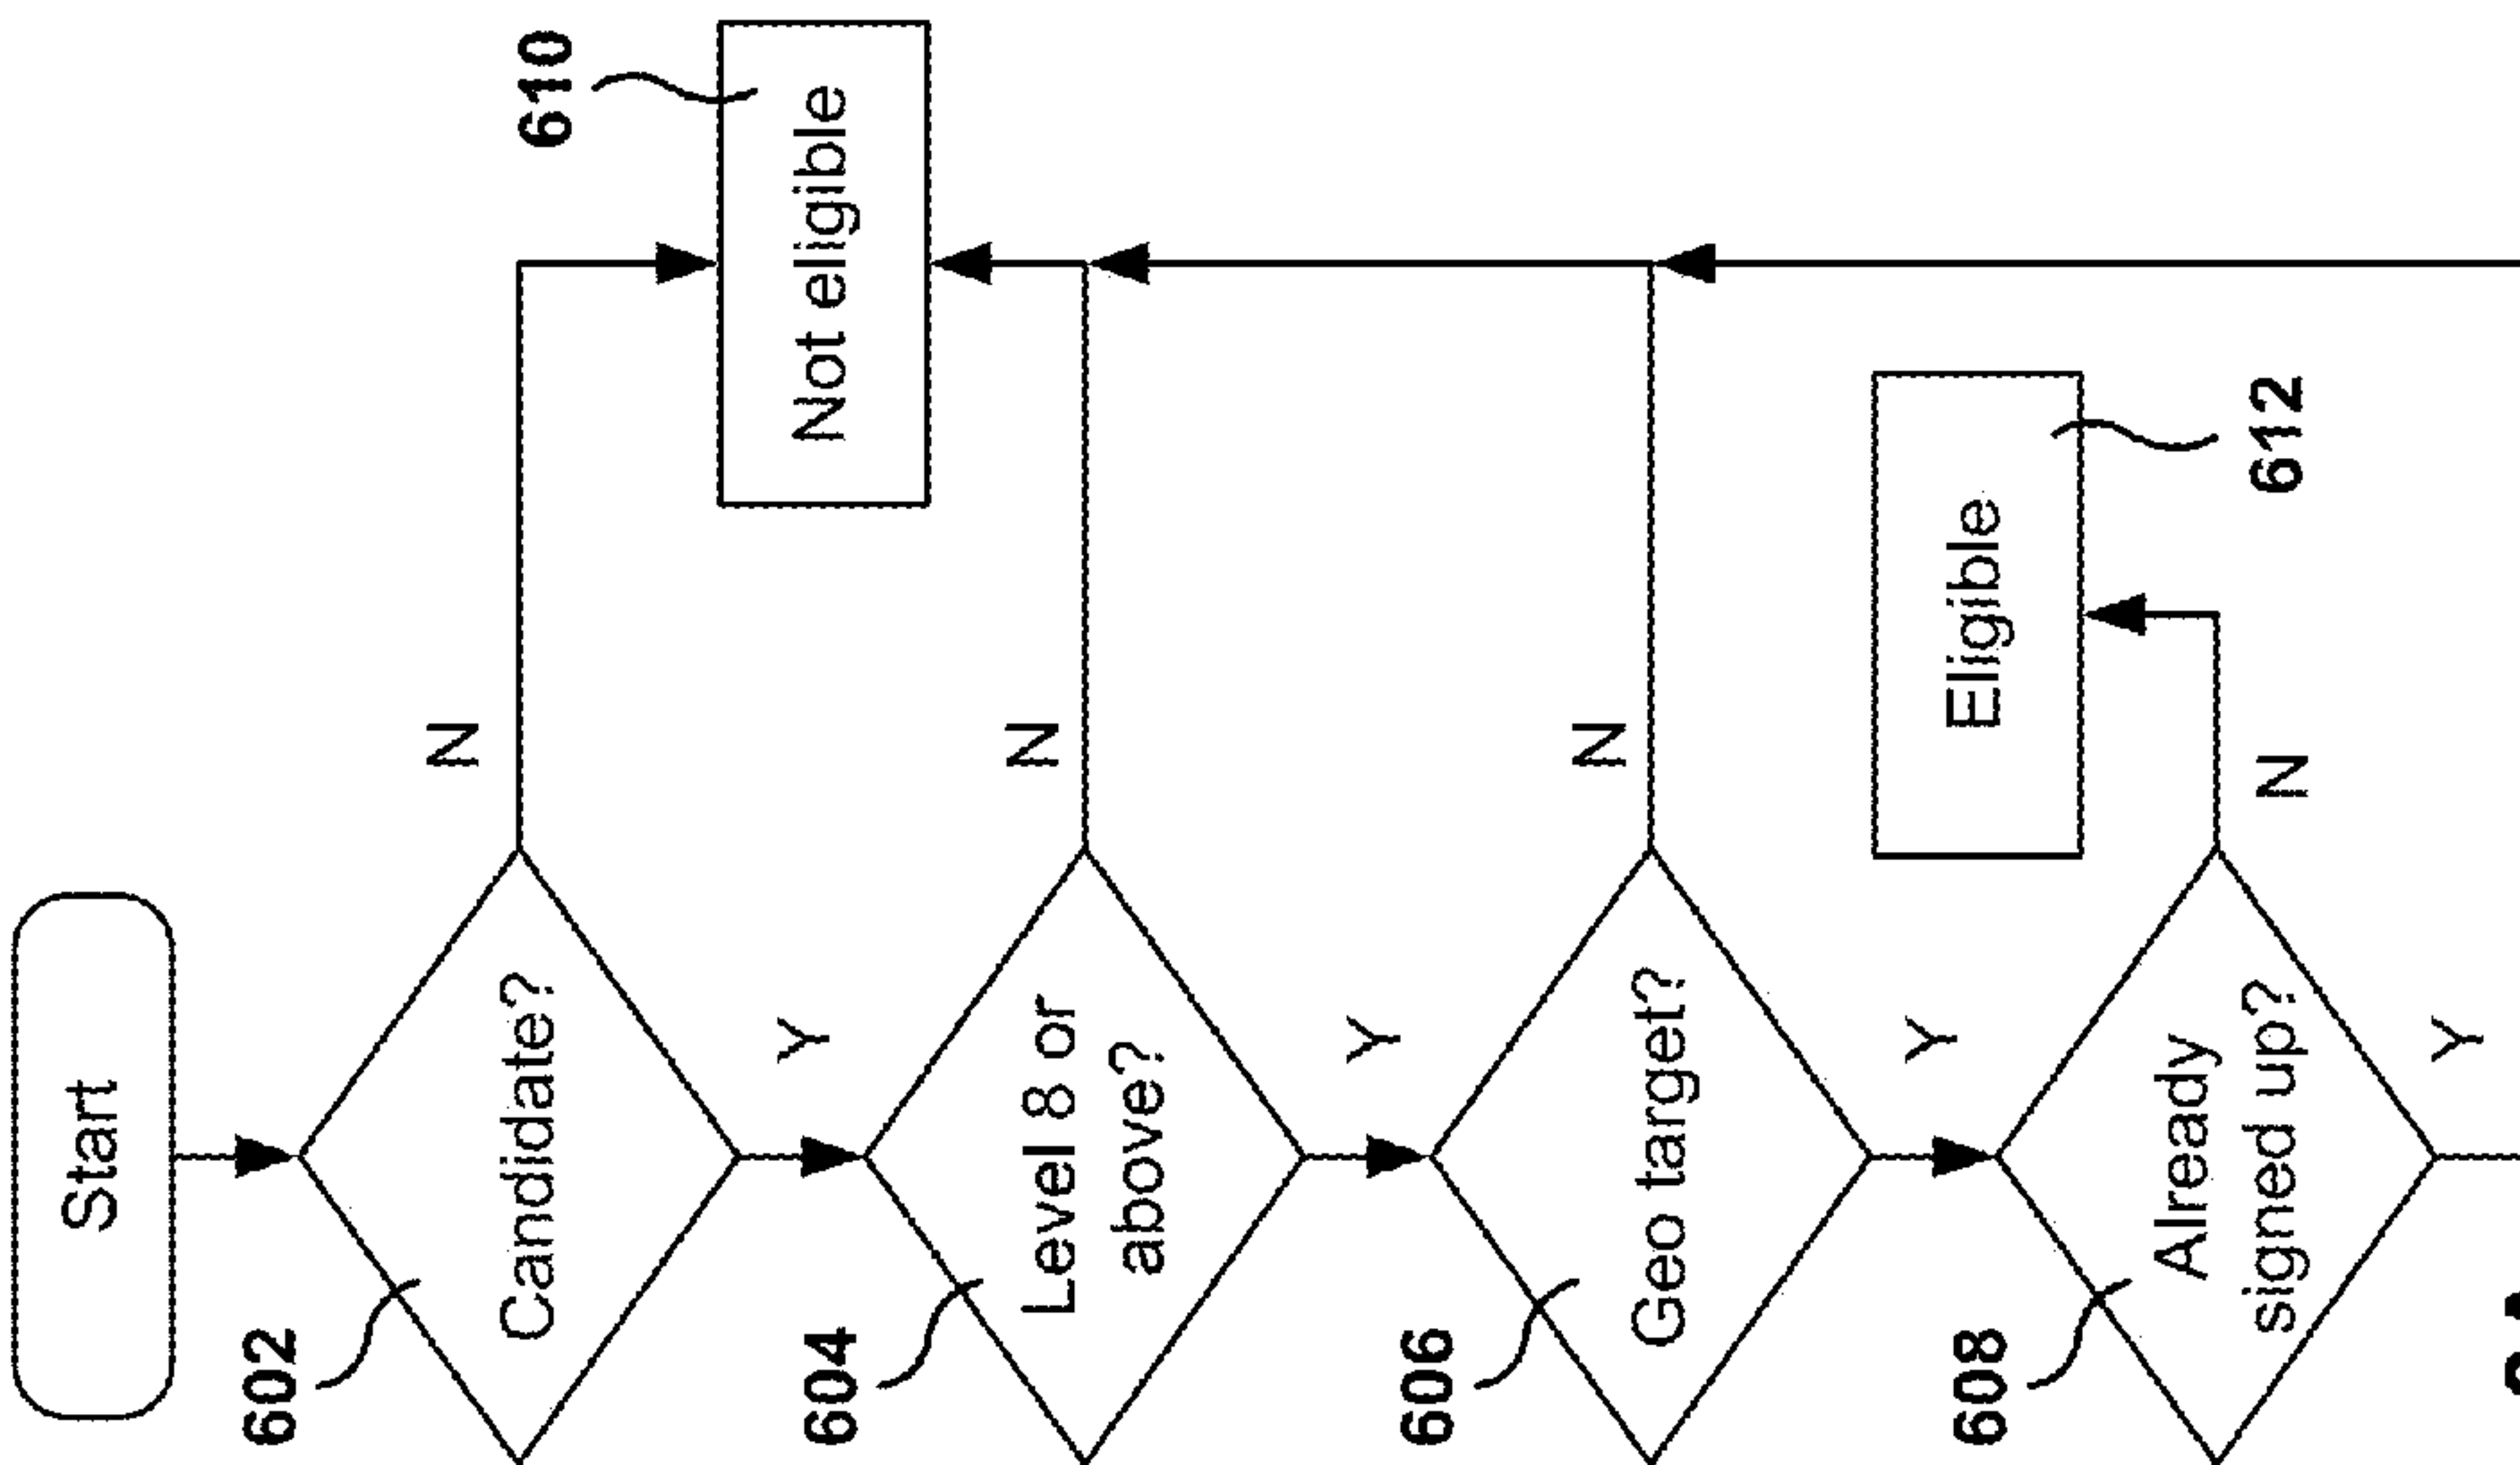 Start
602
Candidate?
N
Y
610
Not eligible
604
Level 8 or
above?
N
Y
606
Geo target?
N
Y
Eligible
612
608
Already
signed up?
N
Y